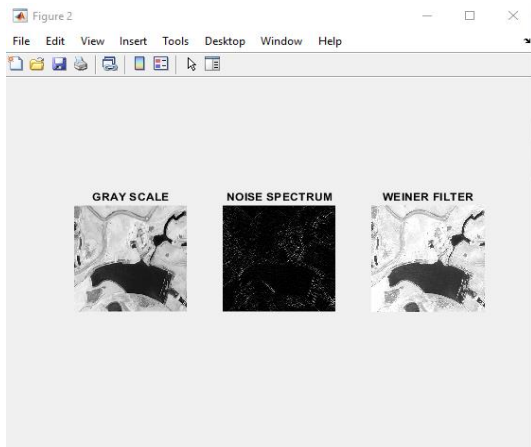 Figure 2
File Edit View Insert Tools Desktop Window Help
GRAY SCALE NOISE SPECTRUM WEINER FILTER